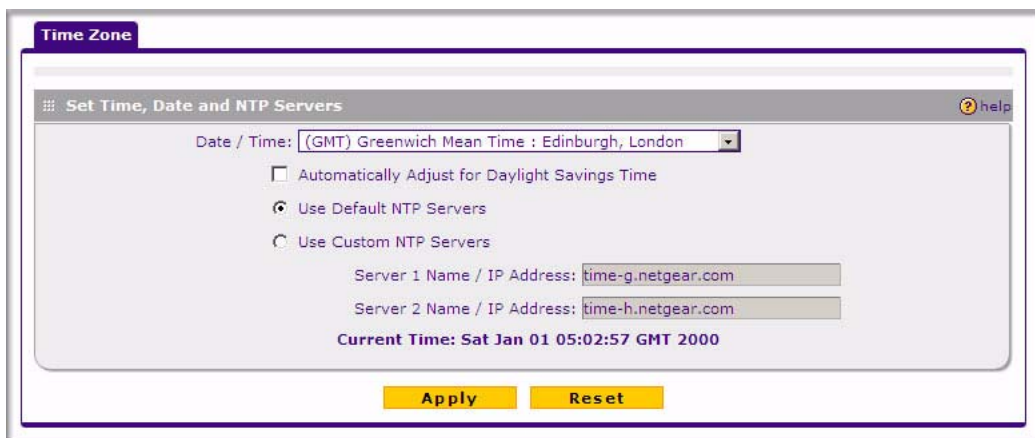 Time Zone
Set Time, Date and NTP Servers
help
Date / Time: (GMT) Greenwich Mean Time : Edinburgh, London
Automatically Adjust for Daylight Savings Time
Use Default NTP Servers
Use Custom NTP Servers
Server 1 Name / IP Address: time-g.netgear.com
Server 2 Name / IP Address: time-h.netgear.com
Current Time: Sat Jan 01 05:02:57 GMT 2000
Apply Reset